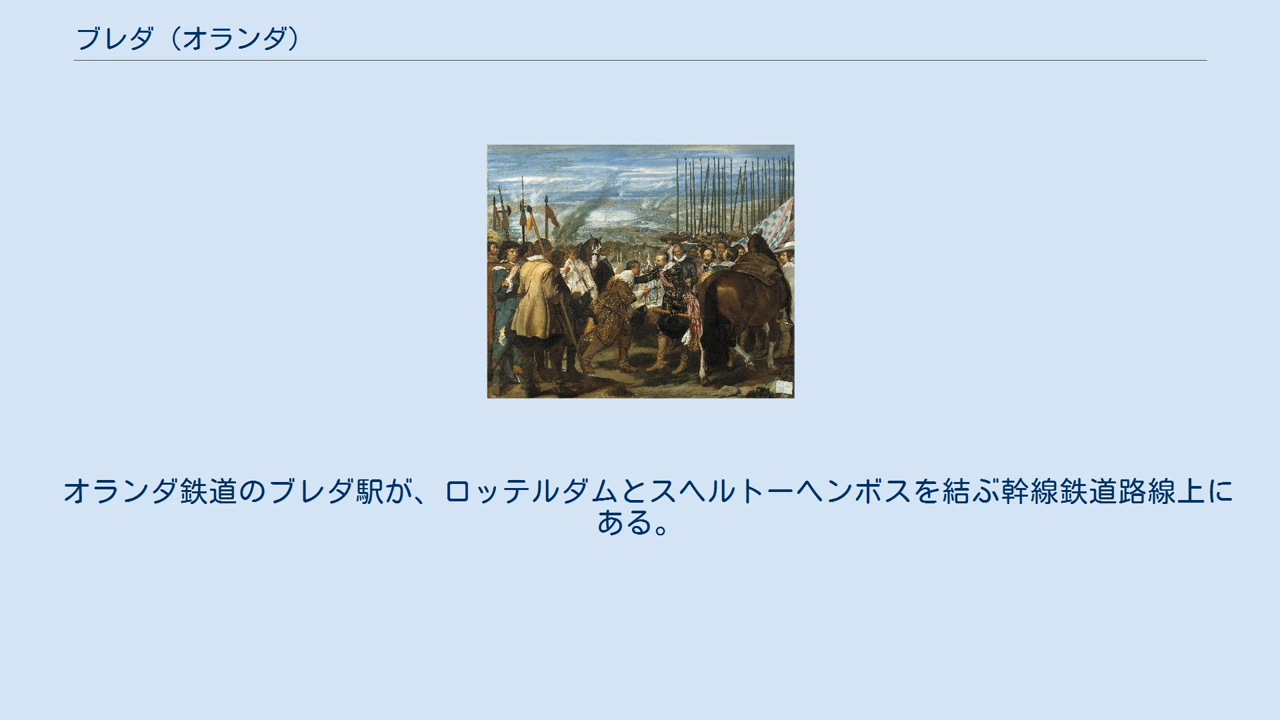 ブレダ（オランダ）
オランダ鉄道のブレダ駅が、ロッテルダムとスヘルトーヘンボスを結ぶ幹線鉄道路線上に
ある。